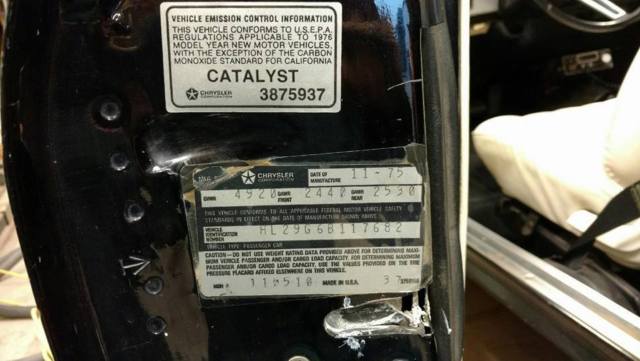 VEHICLE EMISSION CONTROL INFORMATION
THIS VEHICLE CONFORMS TO U.S.E.P.A.
REGULATIONS APPLICABLE TO 1976
MODEL YEAR NEW MOTOR VEHICLES,
WITH THE EXCEPTION OF THE CARBON
MONOXIDE STANDARD FOR CALIFORNIA
CATALYST
CHRYSLER CORPORATION 3875937
MFG. CHRYSLER CORPORATION DATE OF MANUFACTURE 11-75
GVWR 4920 GAWR FRONT 2440 GAWR REAR 2530
THIS VEHICLE CONFORMS TO ALL APPLICABLE FEDERAL MOTOR VEHICLE SAFETY
STANDARDS IN EFFECT ON THE DATE OF MANUFACTURE SHOWN ABOVE.
VEHICLE IDENTIFICATION NUMBER HL29G6B117682
VEHICLE TYPE PASSENGER CAR
CAUTION:- DO NOT USE WEIGHT RATING DATA PROVIDED ABOVE FOR DETERMINING MAXI-
MUM VEHICLE PASSENGER AND/OR CARGO LOAD CAPACITY. FOR DETERMINING MAXIMUM
VEHICLE PASSENGER AND/OR CARGO LOAD CAPACITY. USE THE VALUES PROVIDED ON THE TIRE
PRESSURE PLACARD AFFIXED ELSEWHERE ON THIS VEHICLE.
MDH # 110510 MADE IN U.S.A.